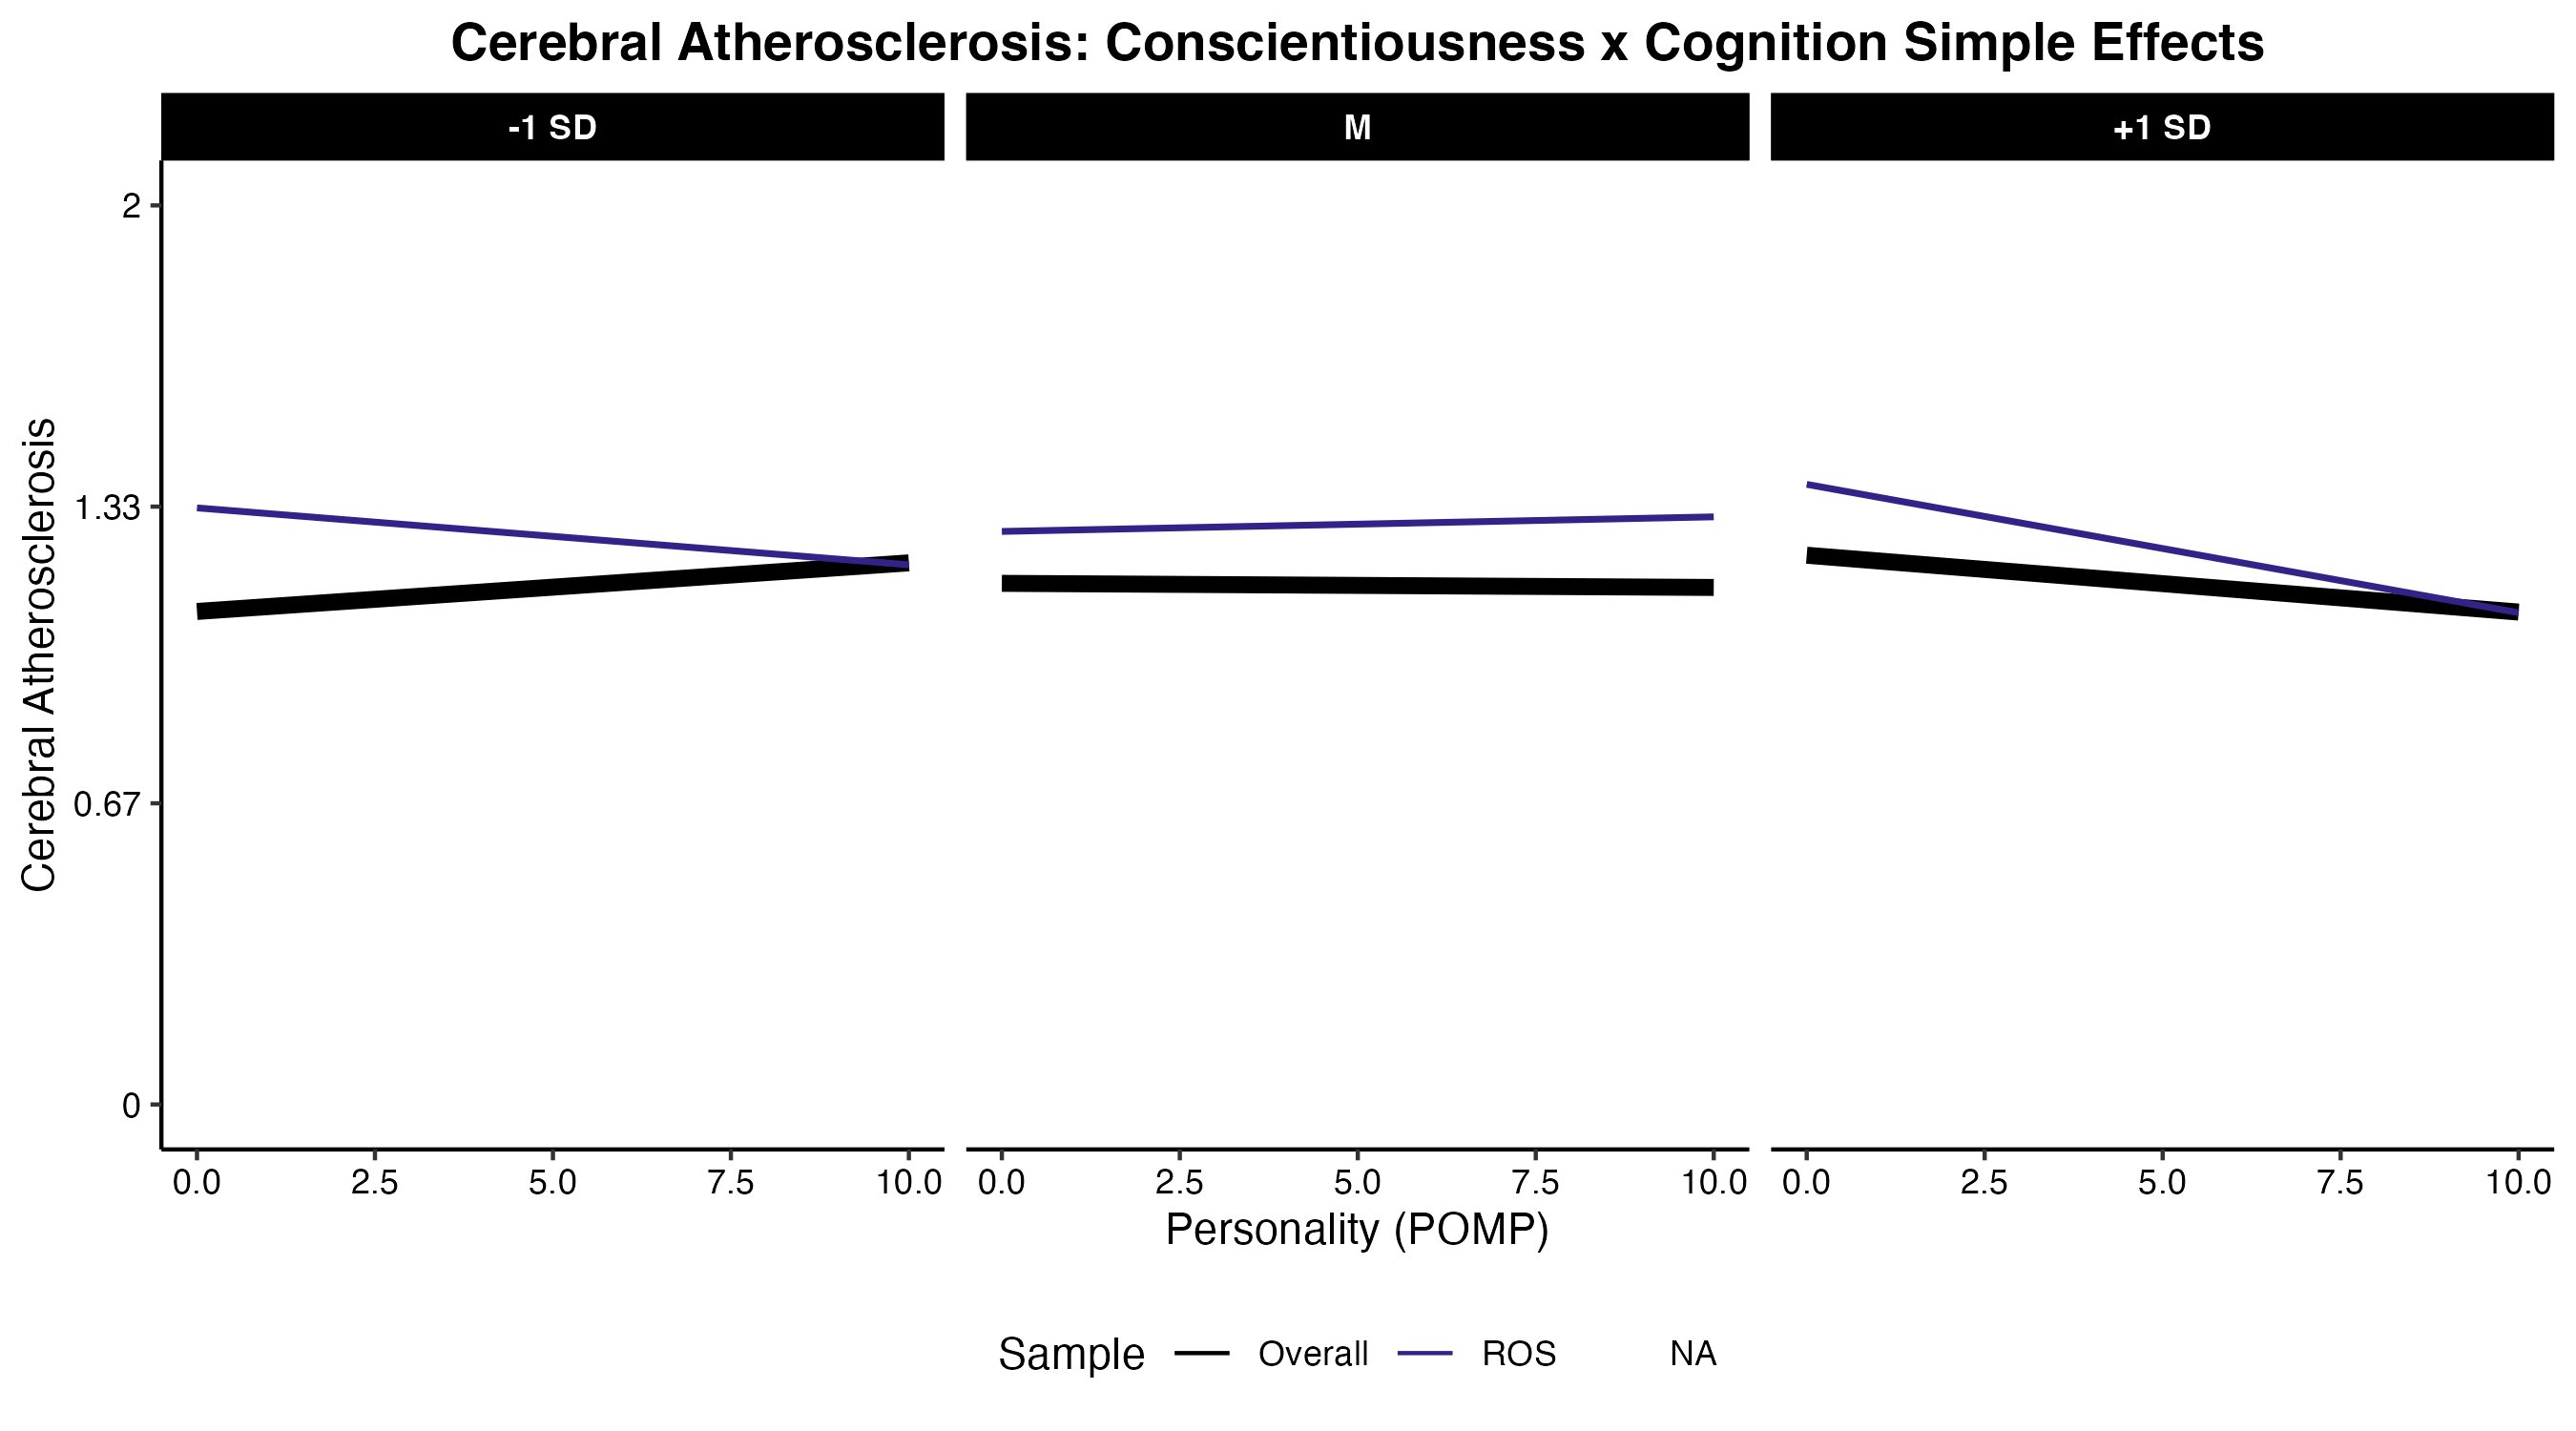 Cerebral Atherosclerosis: Conscientiousness x Cognition Simple Effects
-1 SD
M
+1 SD
Cerebral Atherosclerosis
2
1.33
0.67
0
0.0 2.5 5.0 7.5 10.0
0.0 2.5 5.0 7.5 10.0
0.0 2.5 5.0 7.5 10.0
Personality (POMP)
Sample Overall ROS NA